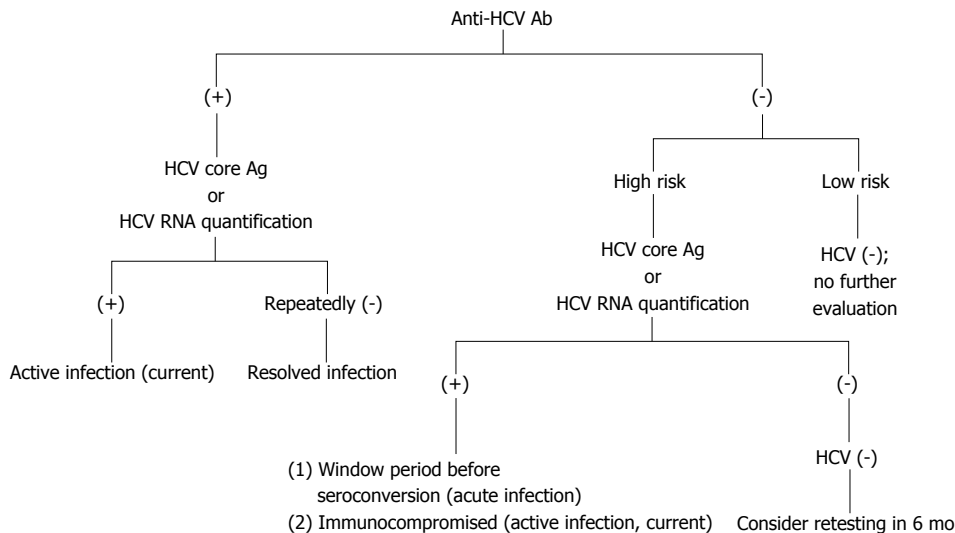 Anti-HCV Ab
(+)
(-)
HCV core Ag
or
HCV RNA quantification
High risk
Low risk
HCV core Ag
or
HCV RNA quantification
HCV (-);
no further
evaluation
(+)
Repeatedly (-)
Active infection (current)
Resolved infection
(+)
(-)
(1) Window period before
seroconversion (acute infection)
(2) Immunocompromised (active infection, current)
HCV (-)
Consider retesting in 6 mo